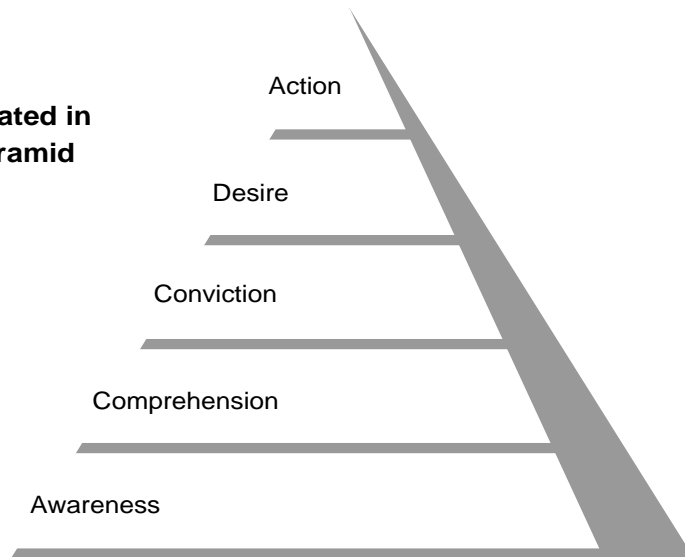 Action
ated in
ramid
Desire
Conviction
Comprehension
Awareness